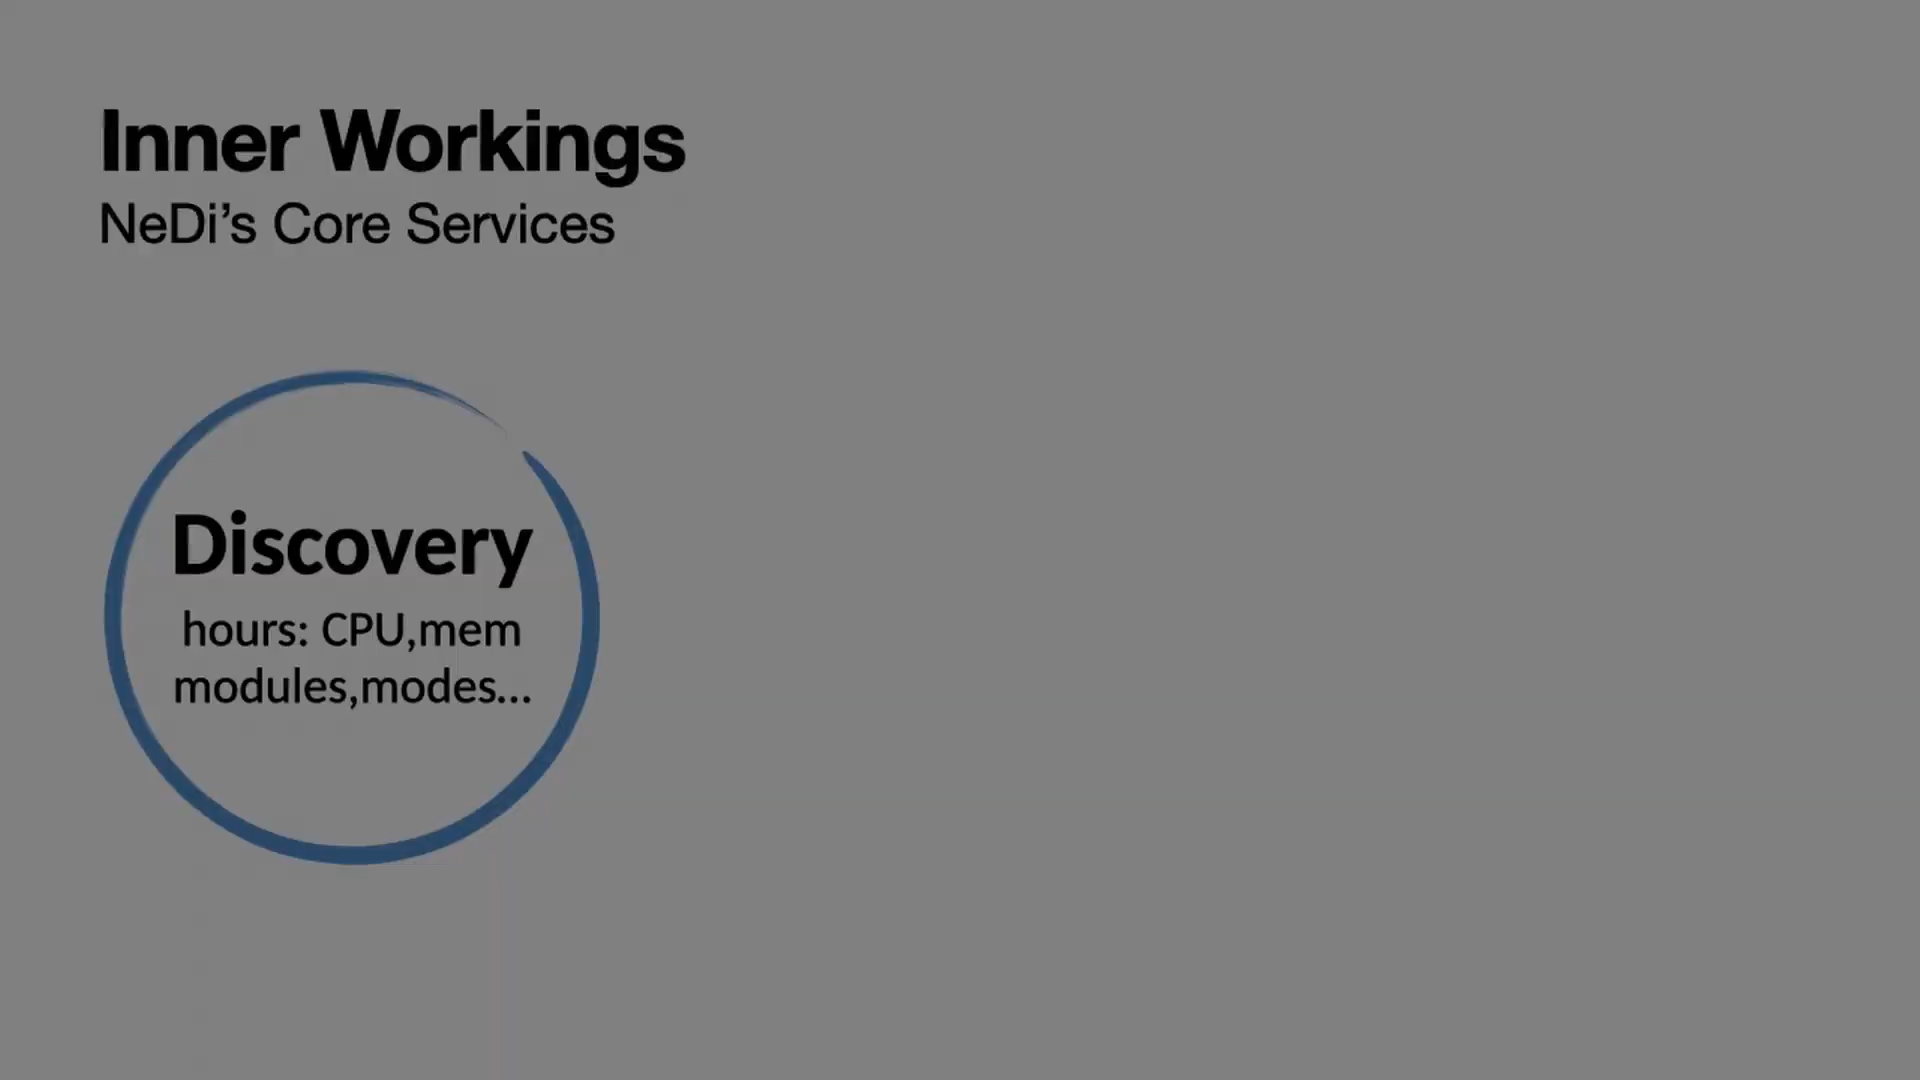 Inner Workings
NeDi’s Core Services
Discovery
hours: CPU,mem
modules,modes...